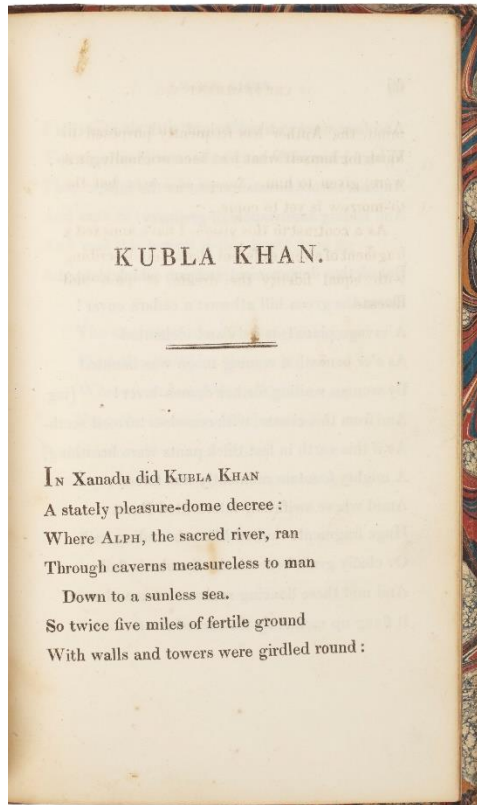 KUBLA KHAN.
IN Xanadu did KUBLA KHAN
A stately pleasure-dome decree :
Where ALPH, the sacred river, ran
Through caverns measureless to man
Down to a sunless sea.
So twice five miles of fertile ground
With walls and towers were girdled round :